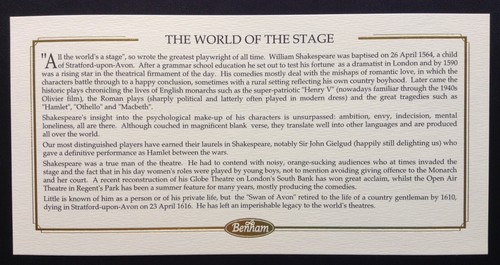 THE WORLD OF THE STAGE
"All the world's a stage", so wrote the greatest playwright of all time. William Shakespeare was baptised on 26 April 1564, a child
of Stratford-upon-Avon. After a grammar school education he set out to test his fortune as a dramatist in London and by 1590
was a rising star in the theatrical firmament of the day. His comedies mostly deal with the mishaps of romantic love, in which the
characters battle through to a happy conclusion, sometimes with a rural setting reflecting his own country boyhood. Later came the
historic plays chronicling the lives of English monarchs such as the super-patriotic "Henry V" (nowadays familiar through the 1940s
Olivier film), the Roman plays (sharply political and latterly often played in modern dress) and the great tragedies such as
"Hamlet", "Othello" and "Macbeth".
Shakespeare's insight into the psychological make-up of his characters is unsurpassed: ambition, envy, indecision, mental
loneliness, all are there. Although couched in magnificent blank verse, they translate well into other languages and are produced
all over the world.
Our most distinguished players have earned their laurels in Shakespeare, notably Sir John Gielgud (happily still delighting us) who
gave a definitive performance as Hamlet between the wars.
Shakespeare was a true man of the theatre. He had to contend with noisy, orange-sucking audiences who at times invaded the
stage and the fact that in his day women's roles were played by young boys, not to mention avoiding giving offence to the Monarch
and her court. A recent reconstruction of his Globe Theatre on London's South Bank has won great acclaim, whilst the Open Air
Theatre in Regent's Park has been a summer feature for many years, mostly producing the comedies.
Little is known of him as a person or of his private life, but the "Swan of Avon" retired to the life of a country gentleman by 1610,
dying in Stratford-upon-Avon on 23 April 1616. He has left an imperishable legacy to the world's theatres.
Benham